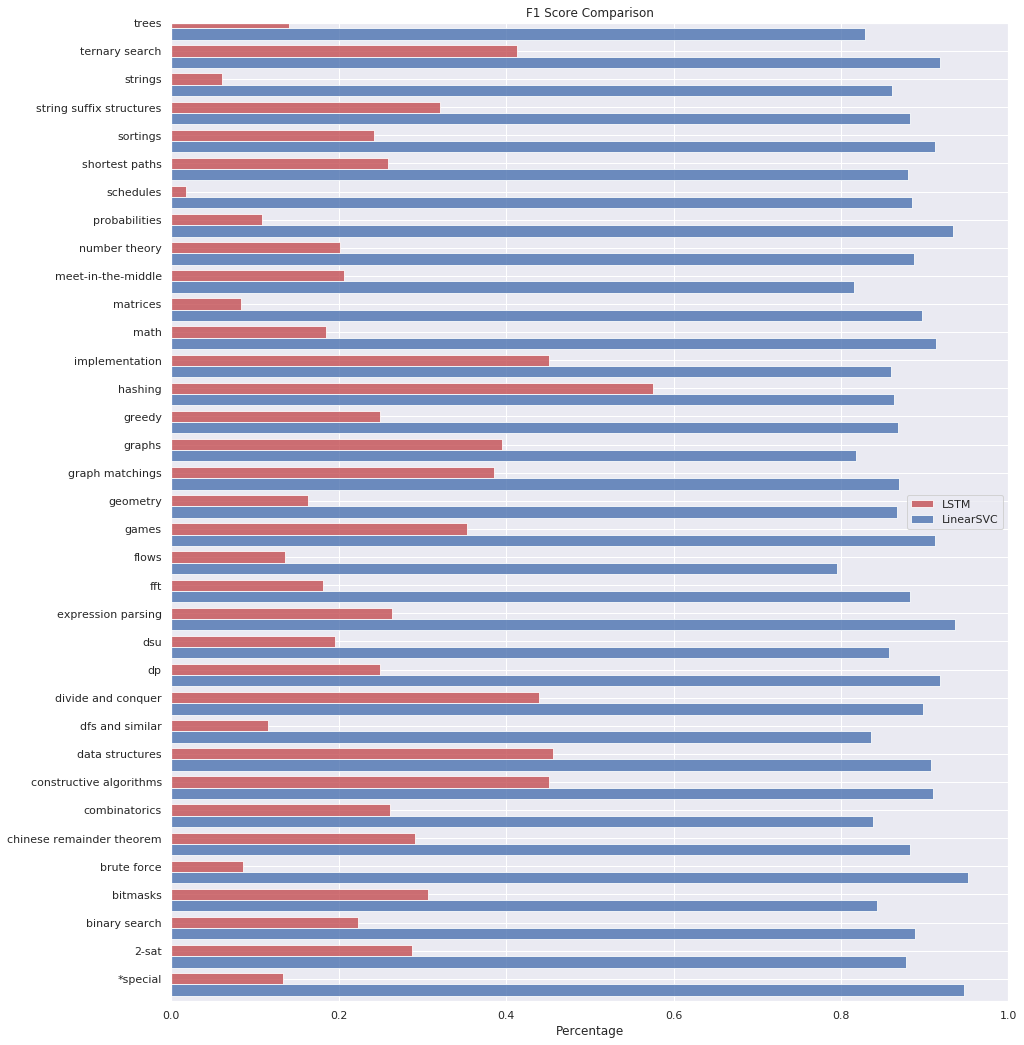 F1 Score Comparison
trees
ternary search
strings
string suffix structures
sortings
shortest paths
schedules
probabilities
number theory
meet-in-the-middle
matrices
math
implementation
hashing
greedy
graphs
graph matchings
geometry
games
flows
fft
expression parsing
dsu
dp
divide and conquer
dfs and similar
data structures
constructive algorithms
combinatorics
chinese remainder theorem
brute force
bitmasks
binary search
2-sat
*special
LSTM
LinearSVC
0.0 0.2 0.4 0.6 0.8 1.0
Percentage